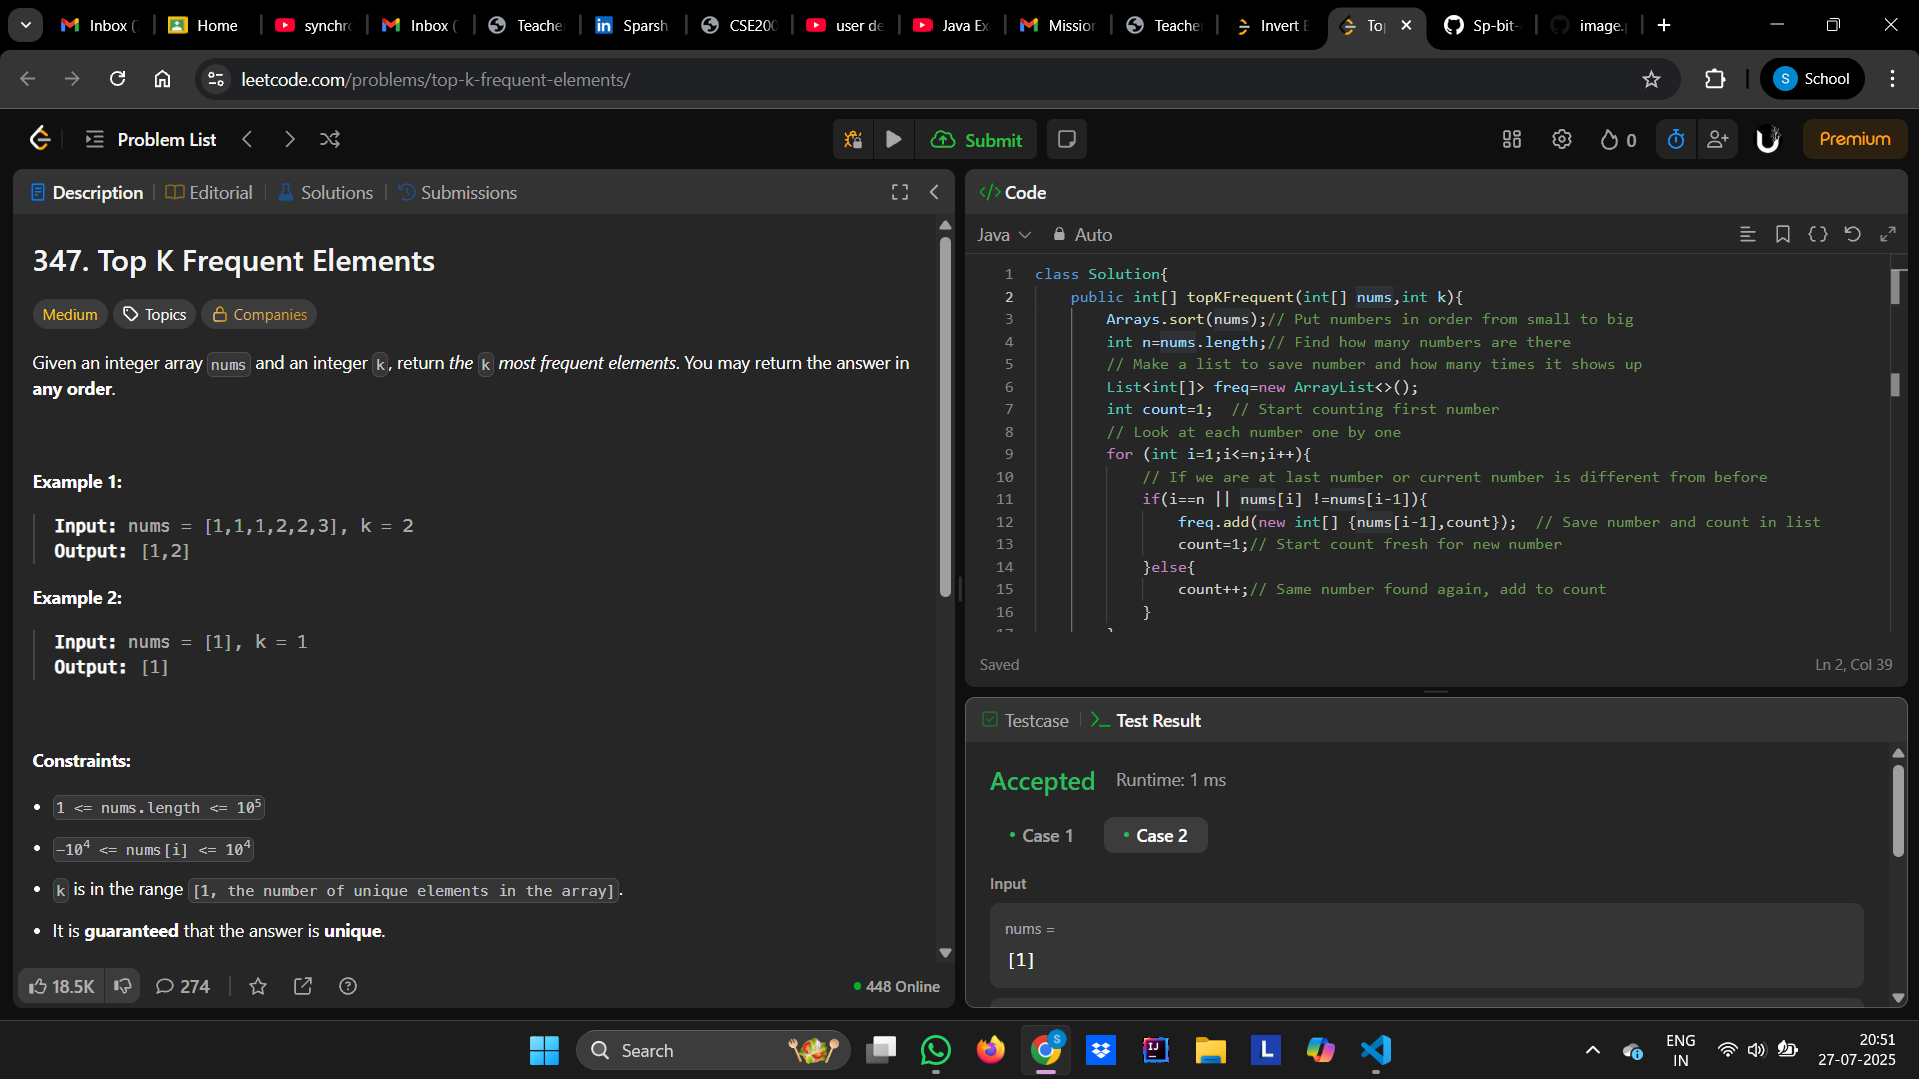 Inbox (
Home
synchro
Inbox (
Teache
Sparsh
CSE200
user de
Java Ex
Mission
Teache
Invert
To
Sp-bit-
image.
leetcode.com/problems/top-k-frequent-elements/
S School
Problem List
Submit
0
Premium
Description
Editorial
Solutions
Submissions
347. Top K Frequent Elements
Medium
Topics
Companies
Given an integer array nums and an integer k, return the k most frequent elements. You may return the answer in
any order.
Example 1:
Input: nums = [1,1,1,2,2,3], k = 2
Output: [1,2]
Example 2:
Input: nums = [1], k = 1
Output: [1]
Constraints:
• 1 <= nums.length <= 10⁵
• -10⁴ <= nums[i] <= 10⁴
• k is in the range [1, the number of unique elements in the array].
• It is guaranteed that the answer is unique.
18.5K
274
448 Online
</> Code
Java
Auto
1 class Solution{
2 public int[] topKFrequent(int[] nums,int k){
3 Arrays.sort(nums);// Put numbers in order from small to big
4 int n=nums.length;// Find how many numbers are there
5 // Make a list to save number and how many times it shows up
6 List<int[]> freq=new ArrayList<>();
7 int count=1;  // Start counting first number
8 // Look at each number one by one
9 for (int i=1;i<=n;i++){
10 // If we are at last number or current number is different from before
11 if(i==n || nums[i] !=nums[i-1]){
12 freq.add(new int[] {nums[i-1],count});  // Save number and count in list
13 count=1;// Start count fresh for new number
14 }else{
15 count++;// Same number found again, add to count
16 }
17 }
Saved
Ln 2, Col 39
Testcase
Test Result
Accepted
Runtime: 1 ms
• Case 1
• Case 2
Input
nums =
[1]
Search
ENG
IN
20:51
27-07-2025